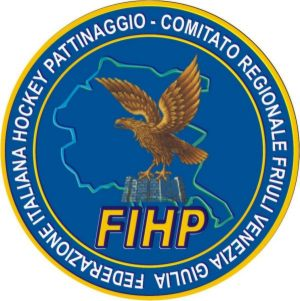 FEDERAZIONE ITALIANA HOCKEY PATTINAGGIO - COMITATO REGIONALE FRIULI VENEZIA GIULIA
FIHP